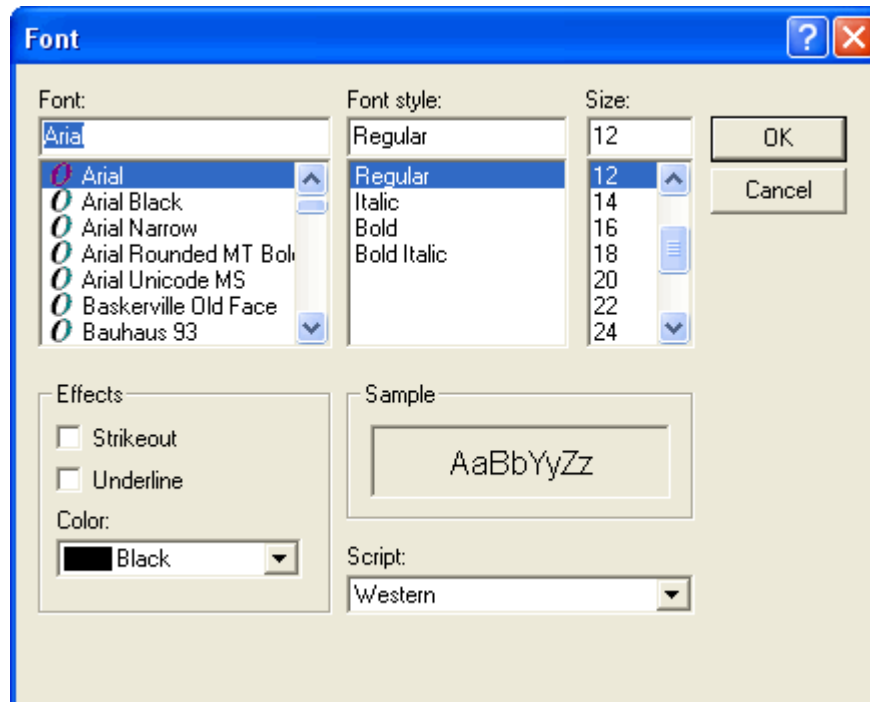 Font
Font:
Font style:
Size:
Arial
Regular
12
OK
Cancel
Arial
Arial Black
Arial Narrow
Arial Rounded MT Bol
Arial Unicode MS
Baskerville Old Face
Bauhaus 93
Regular
Italic
Bold
Bold Italic
12
14
16
18
20
22
24
Effects
Strikeout
Underline
Color:
Black
Sample
AaBbYyZz
Script:
Western